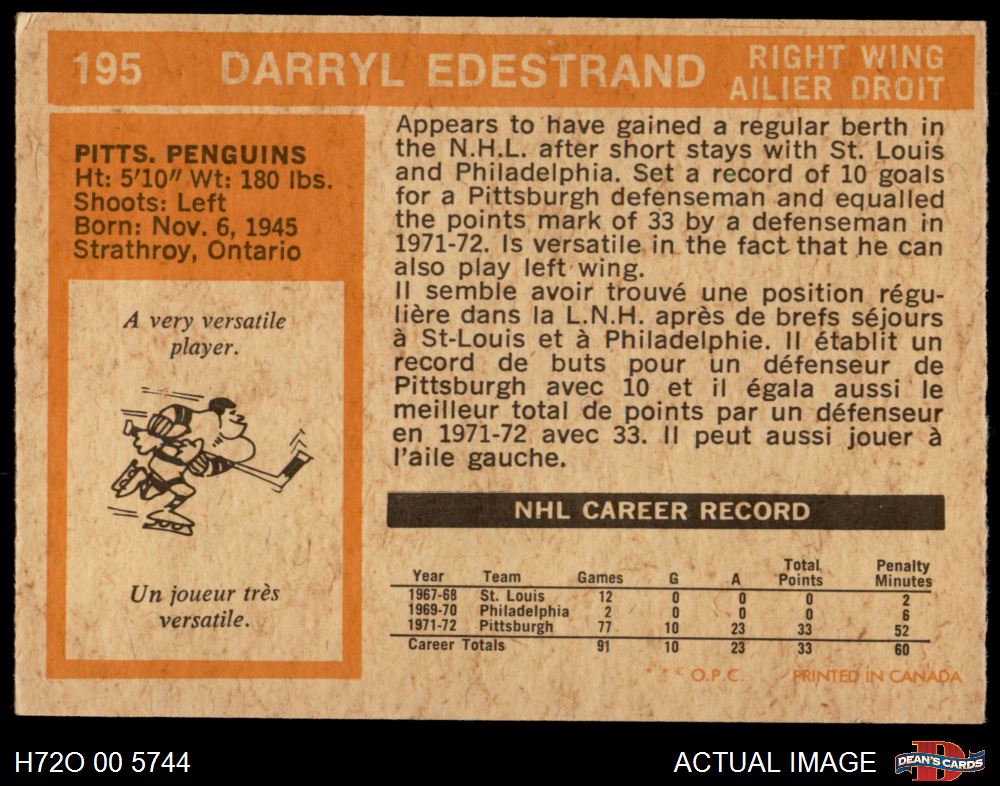 195 DARRYL EDESTRAND RIGHT WING
AILIER DROIT
PITTS. PENGUINS
Ht: 5'10" Wt: 180 lbs.
Shoots: Left
Born: Nov. 6, 1945
Strathroy, Ontario
A very versatile
player.
Un joueur très
versatile.
Appears to have gained a regular berth in
the N.H.L. after short stays with St. Louis
and Philadelphia. Set a record of 10 goals
for a Pittsburgh defenseman and equalled
the points mark of 33 by a defenseman in
1971-72. Is versatile in the fact that he can
also play left wing.
Il semble avoir trouvé une position régu-
lière dans la L.N.H. après de brefs séjours
à St-Louis et à Philadelphie. Il établit un
record de buts pour un défenseur de
Pittsburgh avec 10 et il égala aussi le
meilleur total de points par un défenseur
en 1971-72 avec 33. Il peut aussi jouer à
l'aile gauche.
NHL CAREER RECORD
Year Team Games G A Total Points Penalty Minutes
1967-68 St. Louis 12 0 0 0 2
1969-70 Philadelphia 2 0 0 0 6
1971-72 Pittsburgh 77 10 23 33 52
Career Totals 91 10 23 33 60
* * © O.P.C. PRINTED IN CANADA
H72O 00 5744 ACTUAL IMAGE D DEAN'S CARDS